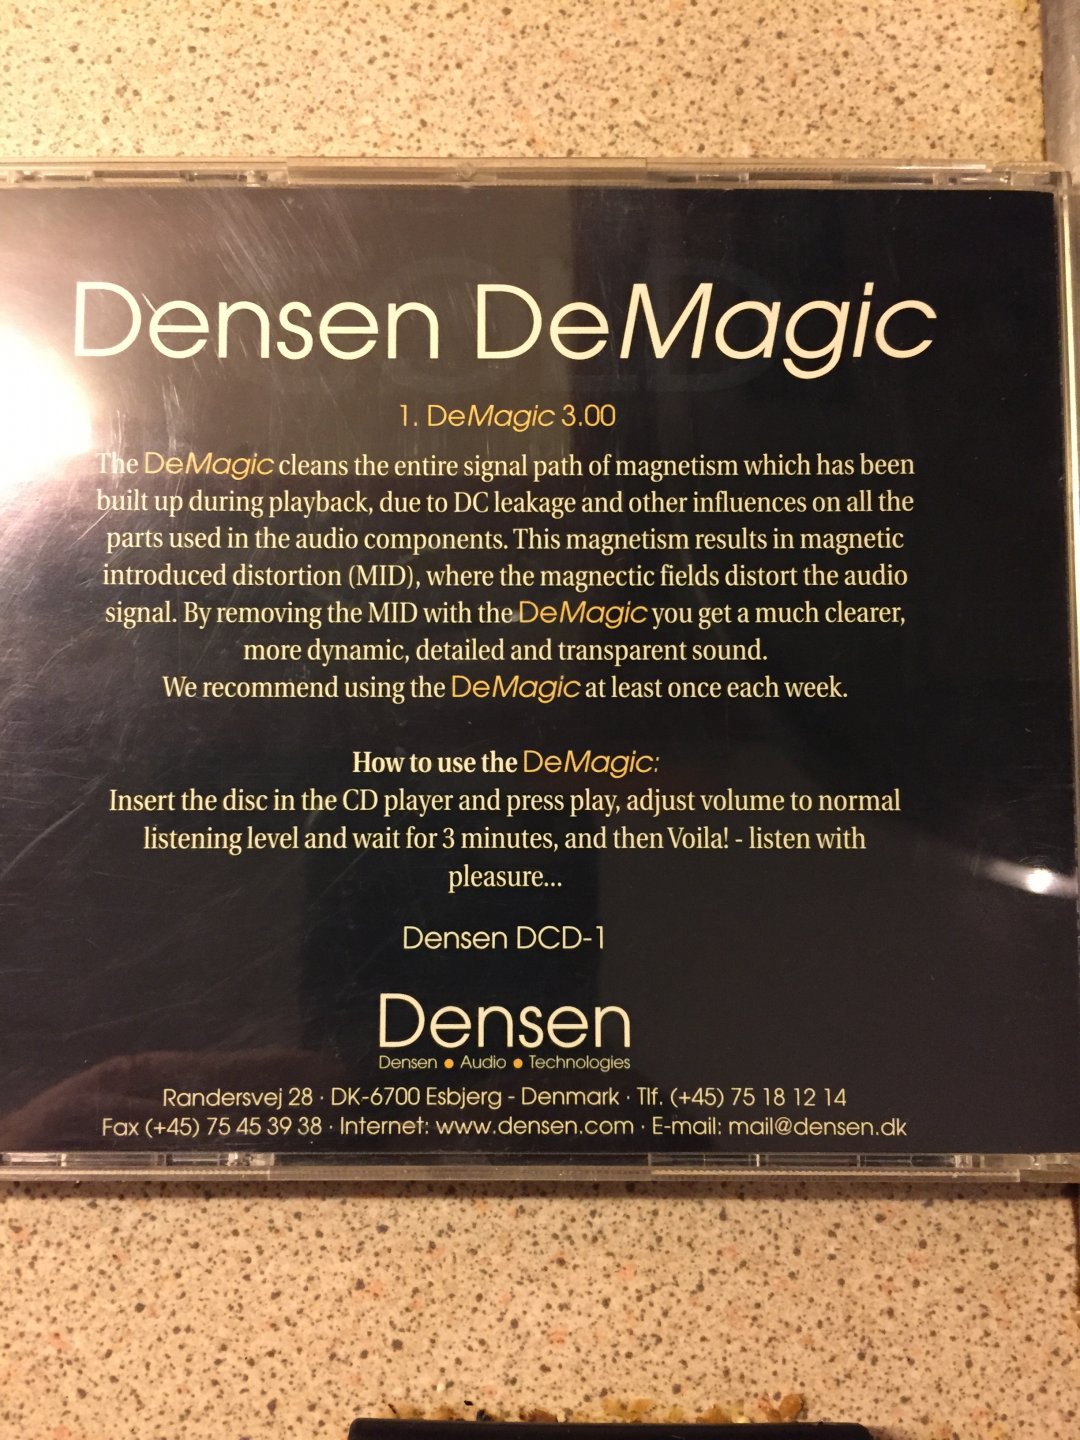 Densen DeMagic
1. DeMagic 3.00
The DeMagic cleans the entire signal path of magnetism which has been
built up during playback, due to DC leakage and other influences on all the
parts used in the audio components. This magnetism results in magnetic
introduced distortion (MID), where the magnectic fields distort the audio
signal. By removing the MID with the DeMagic you get a much clearer,
more dynamic, detailed and transparent sound.
We recommend using the DeMagic at least once each week.
How to use the DeMagic:
Insert the disc in the CD player and press play, adjust volume to normal
listening level and wait for 3 minutes, and then Voila! - listen with
pleasure...
Densen DCD-1
Densen
Densen • Audio • Technologies
Randersvej 28 · DK-6700 Esbjerg - Denmark · Tlf. (+45) 75 18 12 14
Fax (+45) 75 45 39 38 · Internet: www.densen.com · E-mail: mail@densen.dk